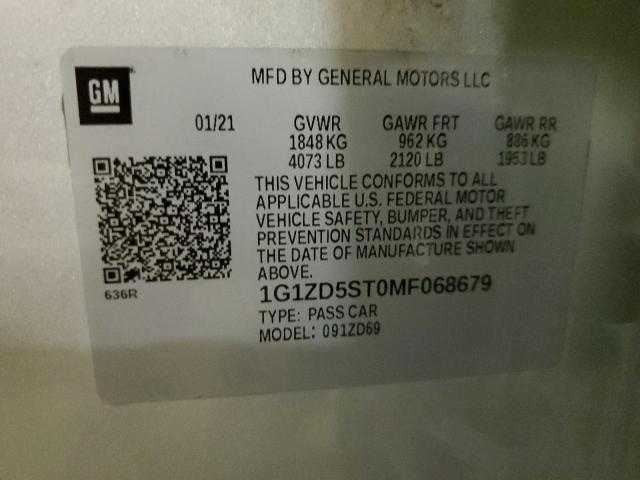 GM
MFD BY GENERAL MOTORS LLC
01/21 GVWR GAWR FRT GAWR RR
1848 KG 962 KG 886 KG
4073 LB 2120 LB 1953 LB
THIS VEHICLE CONFORMS TO ALL
APPLICABLE U.S. FEDERAL MOTOR
VEHICLE SAFETY, BUMPER, AND THEFT
PREVENTION STANDARDS IN EFFECT ON
THE DATE OF MANUFACTURE SHOWN
ABOVE.
636R
1G1ZD5ST0MF068679
TYPE: PASS CAR
MODEL: 091ZD69